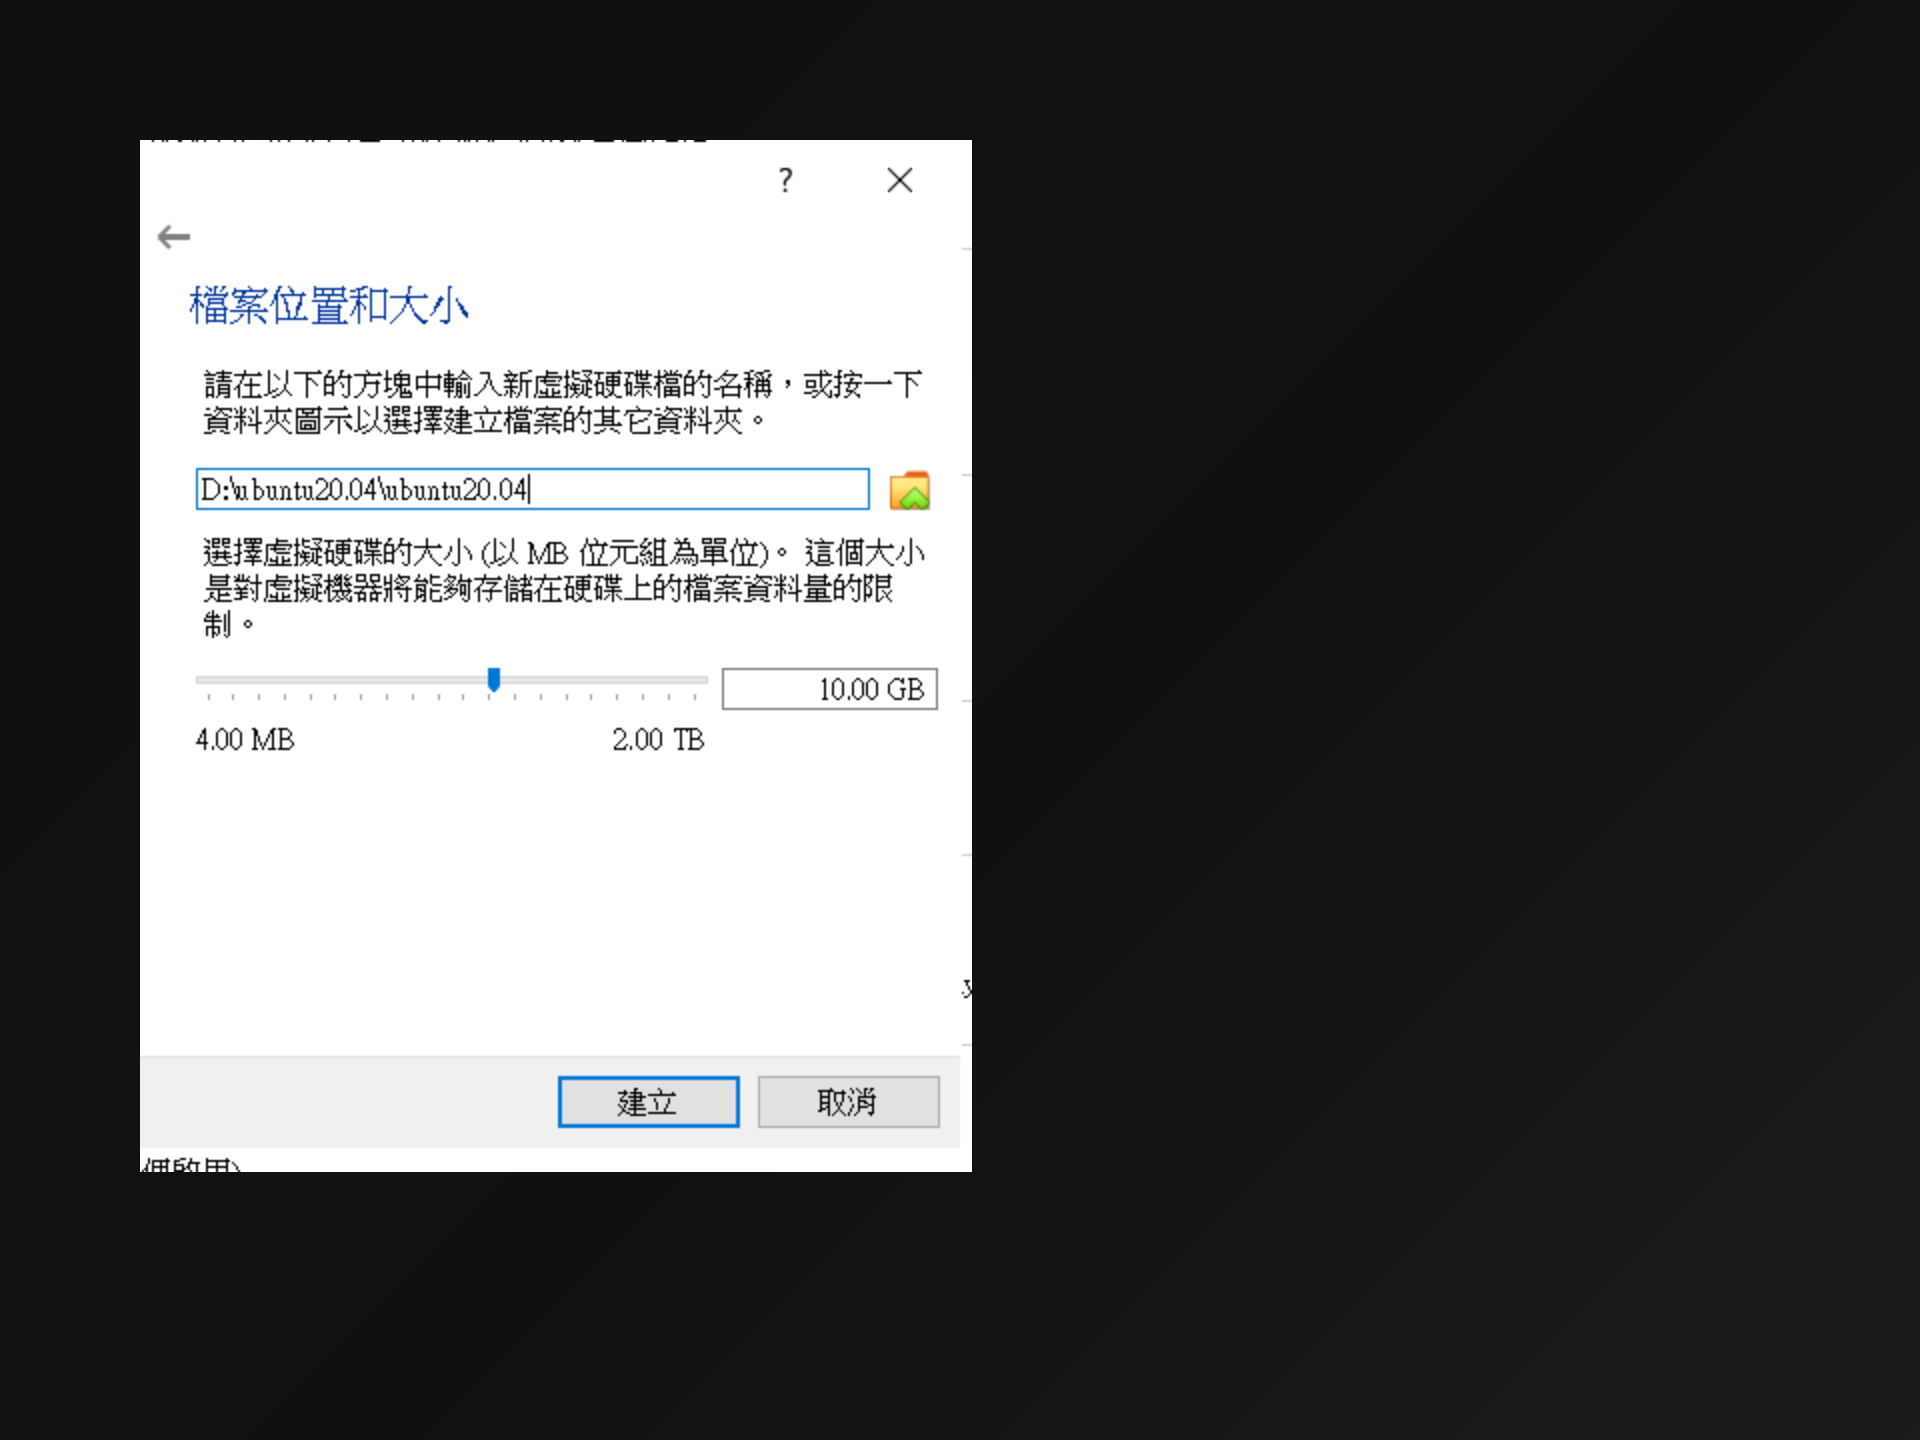 ?
檔案位置和大小
請在以下的方塊中輸入新虛擬硬碟檔的名稱，或按一下
資料夾圖示以選擇建立檔案的其它資料夾。
D:\ubuntu20.04\ubuntu20.04
選擇虛擬硬碟的大小 (以 MB 位元組為單位)。 這個大小
是對虛擬機器將能夠存儲在硬碟上的檔案資料量的限
制。
10.00 GB
4.00 MB 2.00 TB
建立 取消